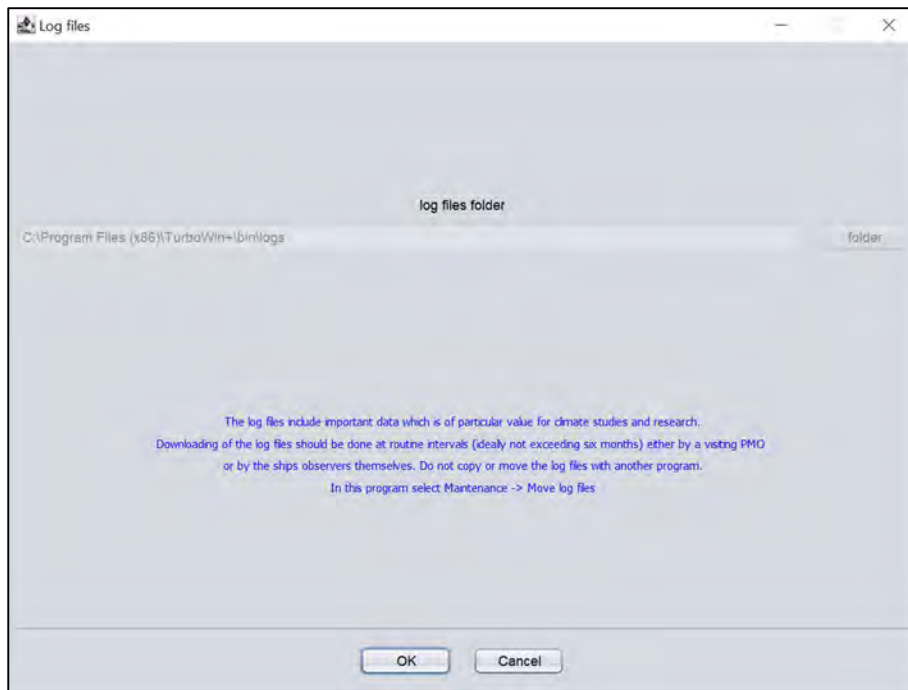 Log files
log files folder
C:\Program Files (x86)\TurboWin+\bin\logs
folder
The log files include important data which is of particular value for climate studies and research.
Downloading of the log files should be done at routine intervals (idealy not exceeding six months) either by a visting PMO
or by the ships observers themselves. Do not copy or move the log files with another program.
In this program select Maintenance -> Move log files
OK
Cancel